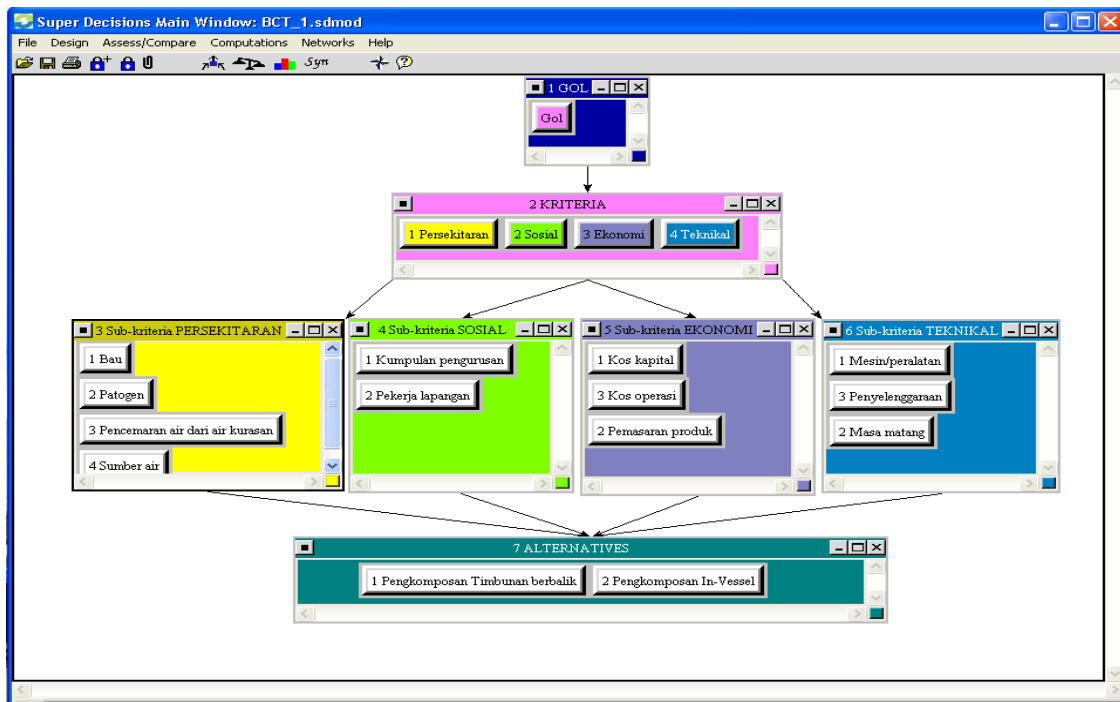 Super Decisions Main Window: BCT_1.sdmod
File Design Assess/Compare Computations Networks Help
Syn
1 GOL
Gol
2 KRITERIA
1 Persekitaran 2 Sosial 3 Ekonomi 4 Teknikal
3 Sub-kriteria PERSEKITARAN
1 Bau
2 Patogen
3 Pencemaran air dari air kurasan
4 Sumber air
4 Sub-kriteria SOSIAL
1 Kumpulan pengurusan
2 Pekerja lapangan
5 Sub-kriteria EKONOMI
1 Kos kapital
3 Kos operasi
2 Pemasaran produk
6 Sub-kriteria TEKNIKAL
1 Mesin/peralatan
3 Penyelenggaraan
2 Masa matang
7 ALTERNATIVES
1 Pengkomposan Timbunan berbalik 2 Pengkomposan In-Vessel